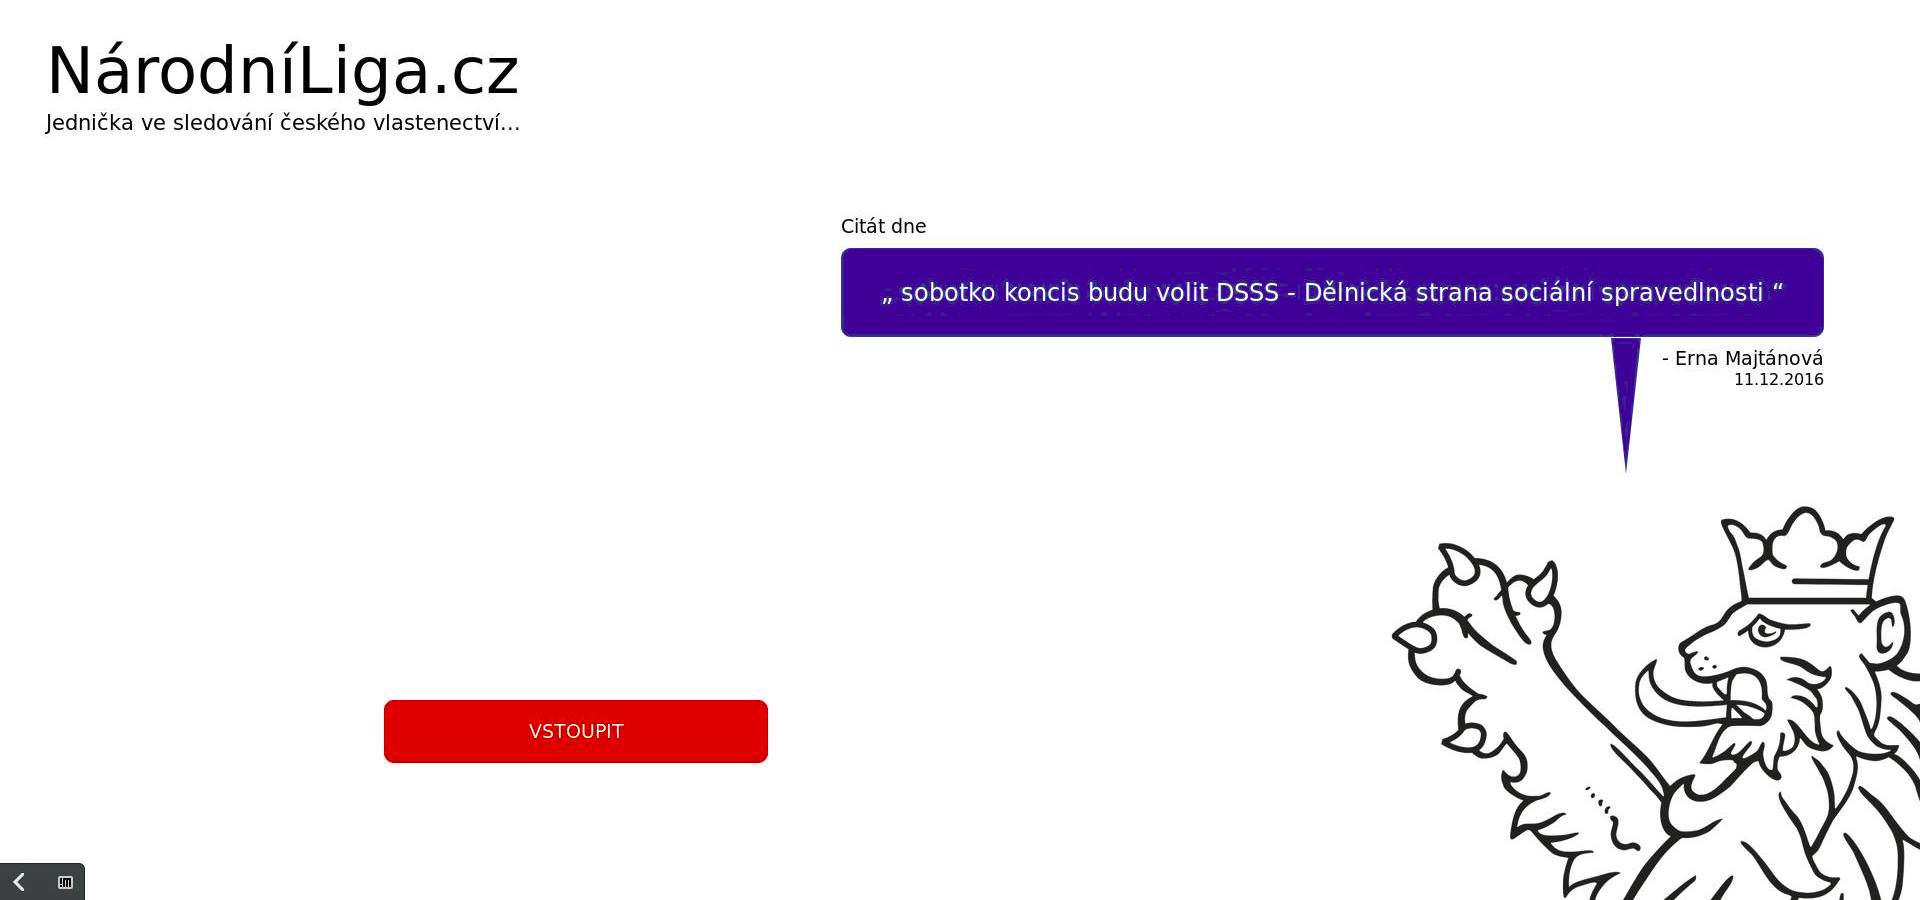 NárodníLiga.cz
Jednička ve sledování českého vlastenectví...
Citát dne
„ sobotko koncis budu volit DSSS - Dělnická strana sociální spravedlnosti “
- Erna Majtánová
11.12.2016
VSTOUPIT